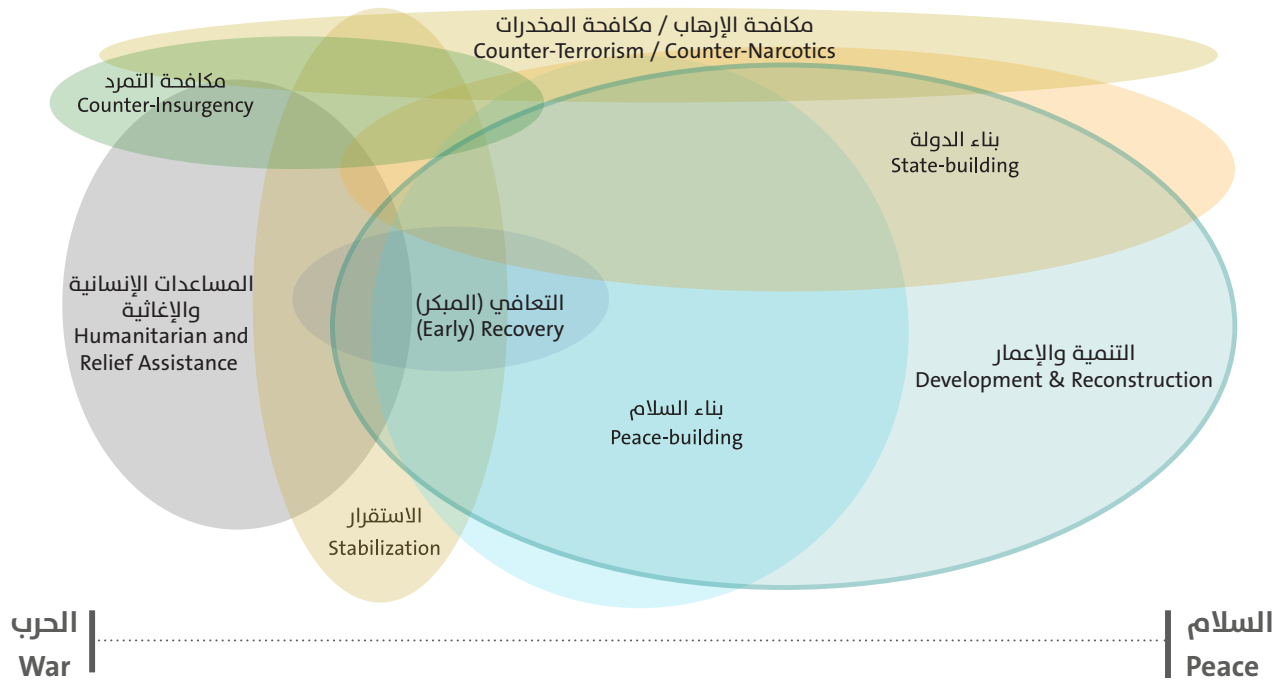 مكافحة الإرهاب / مكافحة المخدرات
Counter-Terrorism / Counter-Narcotics
مكافحة التمرد
Counter-Insurgency
بناء الدولة
State-building
المساعدات الإنسانية
والإغاثية
Humanitarian and
Relief Assistance
التعافي (المبكر)
(Early) Recovery
التنمية والإعمار
Development & Reconstruction
بناء السلام
Peace-building
الاستقرار
Stabilization
الحرب
War
السلام
Peace